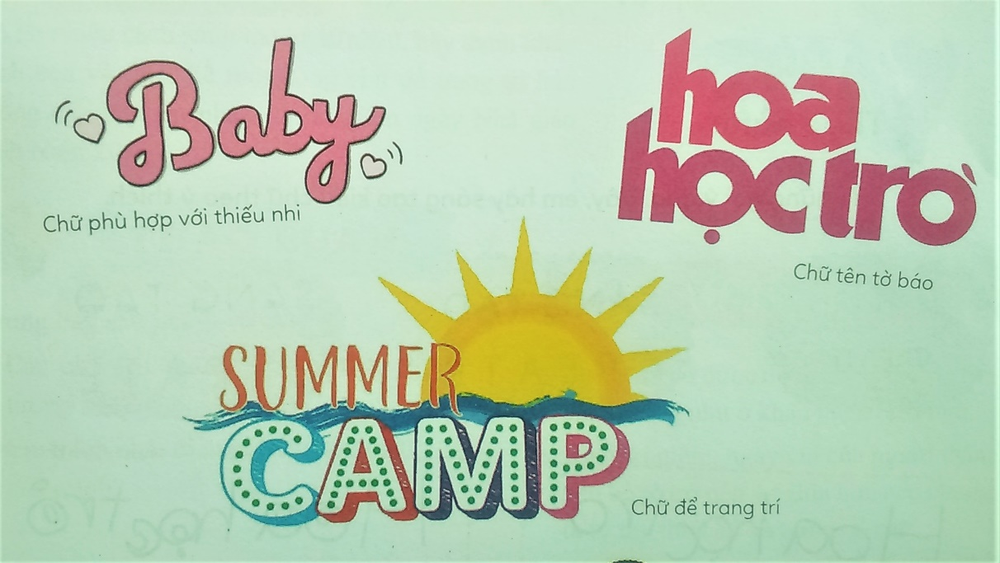 Baby
Chữ phù hợp với thiếu nhi
hoa
học trò
Chữ tên tờ báo
SUMMER
CAMP
Chữ để trang trí